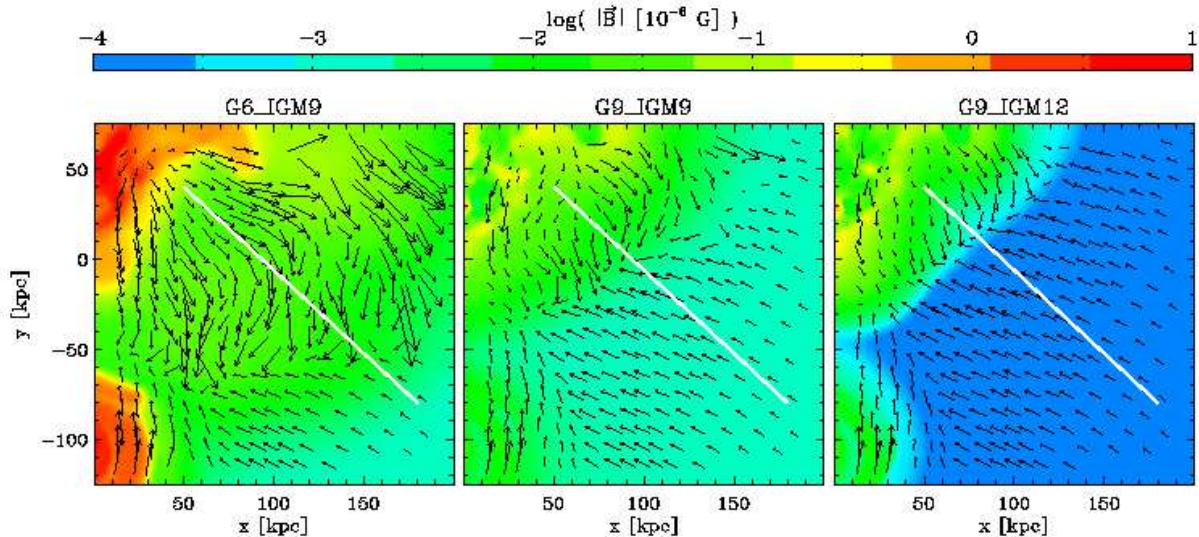 log( |B⃗| [10⁻⁶ G] )
−4 −3 −2 −1 0 1
G6_IGM9 G9_IGM9 G9_IGM12
50
0
−50
−100
y [kpc]
50 100 150 50 100 150 50 100 150
x [kpc] x [kpc] x [kpc]